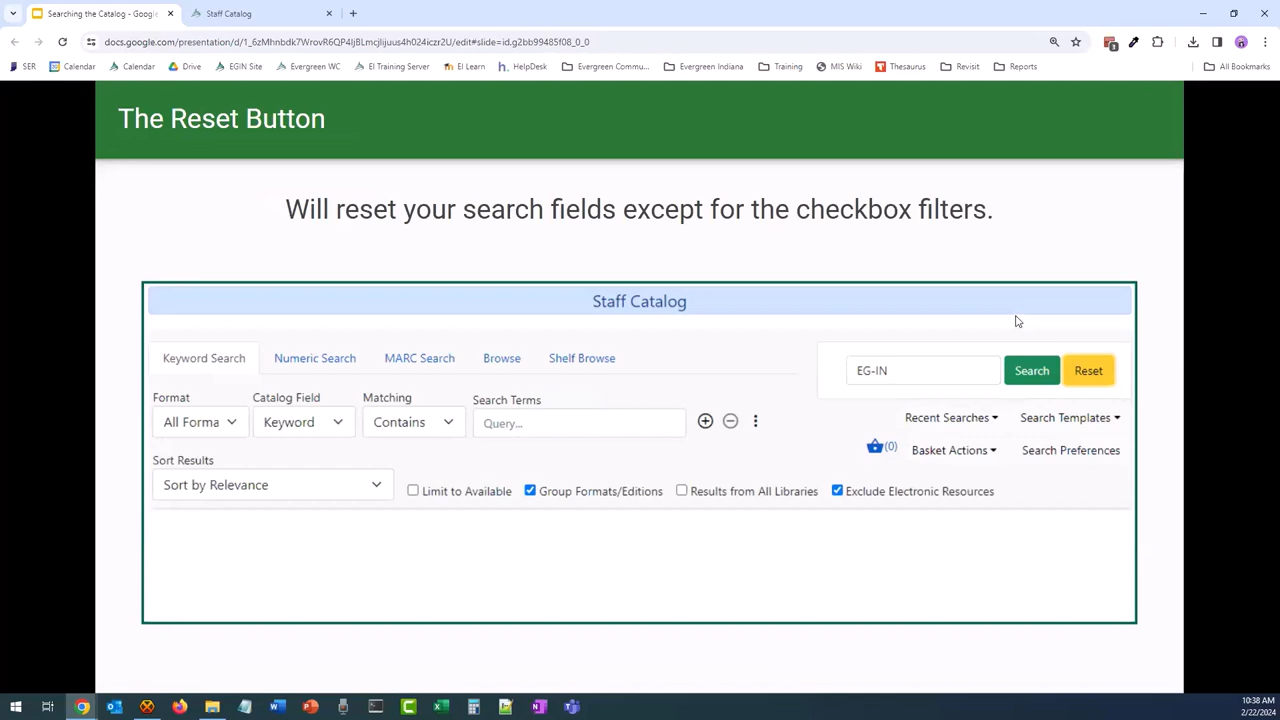 Searching the Catalog - Google
Staff Catalog
docs.google.com/presentation/d/1_6zMhnbdk7WrovR6QP4IjBLmcjlijuus4h024iczr2U/edit#slide=id.g2bb99485f08_0_0
SER Calendar Calendar Drive EGIN Site Evergreen WC EI Training Server EI Learn HelpDesk Evergreen Commu... Evergreen Indiana Training MIS Wiki Thesaurus Revisit Reports All Bookmarks
The Reset Button
Will reset your search fields except for the checkbox filters.
Staff Catalog
Keyword Search Numeric Search MARC Search Browse Shelf Browse
EG-IN Search Reset
Format Catalog Field Matching Search Terms
All Forma Keyword Contains Query...
Recent Searches Search Templates
(0) Basket Actions Search Preferences
Sort Results
Sort by Relevance
Limit to Available Group Formats/Editions Results from All Libraries Exclude Electronic Resources
10:38 AM
2/22/2024